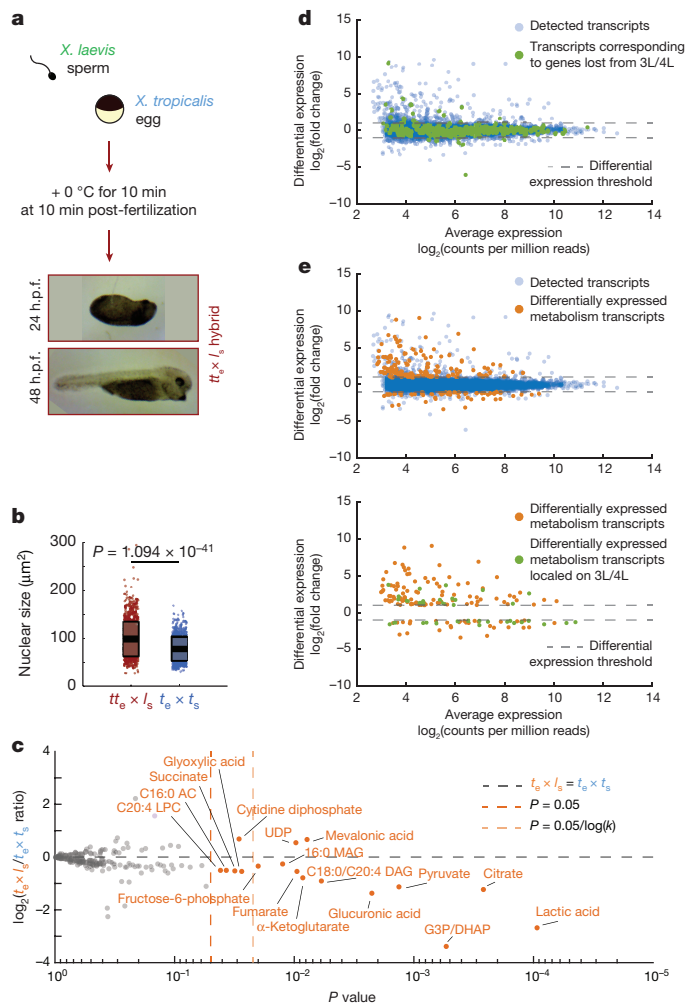 a
X. laevis
sperm
X. tropicalis
egg
+ 0 °C for 10 min
at 10 min post-fertilization
24 h.p.f.
48 h.p.f.
tte × ls hybrid
b
P = 1.094 × 10−41
Nuclear size (μm2)
300
200
100
0
tte × ls
te × ts
c
log2(te × ls/te × ts ratio)
4
2
0
−2
−4
Glyoxylic acid
Succinate
C16:0 AC
C20:4 LPC
Cytidine diphosphate
UDP
Mevalonic acid
16:0 MAG
C18:0/C20:4 DAG
Pyruvate
Citrate
Fructose-6-phosphate
Fumarate
α-Ketoglutarate
Glucuronic acid
G3P/DHAP
Lactic acid
te × ls = te × ts
P = 0.05
P = 0.05/log(k)
10^0
10^−1
10^−2
10^−3
10^−4
10^−5
P value
d
Differential expression
log2(fold change)
15
10
5
0
−5
−10
Detected transcripts
Transcripts corresponding
to genes lost from 3L/4L
Differential
expression threshold
2 4 6 8 10 12 14
Average expression
log2(counts per million reads)
e
Differential expression
log2(fold change)
15
10
5
0
−5
−10
Detected transcripts
Differentially expressed
metabolism transcripts
2 4 6 8 10 12 14
Differential expression
log2(fold change)
15
10
5
0
−5
−10
Differentially expressed
metabolism transcripts
Differentially expressed
metabolism transcripts
localed on 3L/4L
Differential
expression threshold
2 4 6 8 10 12 14
Average expression
log2(counts per million reads)